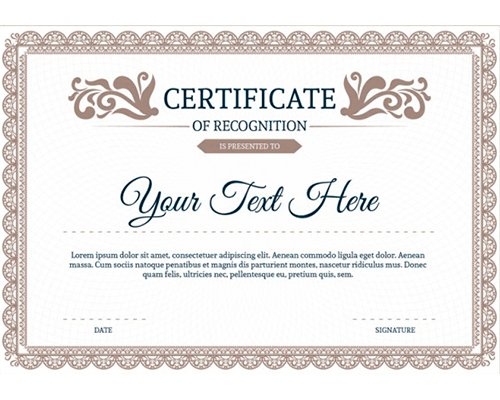 CERTIFICATE
OF RECOGNITION
IS PRESENTED TO
Your Text Here
Lorem ipsum dolor sit amet, consectetuer adipiscing elit. Aenean commodo ligula eget dolor. Aenean massa. Cum sociis natoque penatibus et magnis dis parturient montes, nascetur ridiculus mus. Donec quam felis, ultricies nec, pellentesque eu, pretium quis, sem.
DATE
SIGNATURE